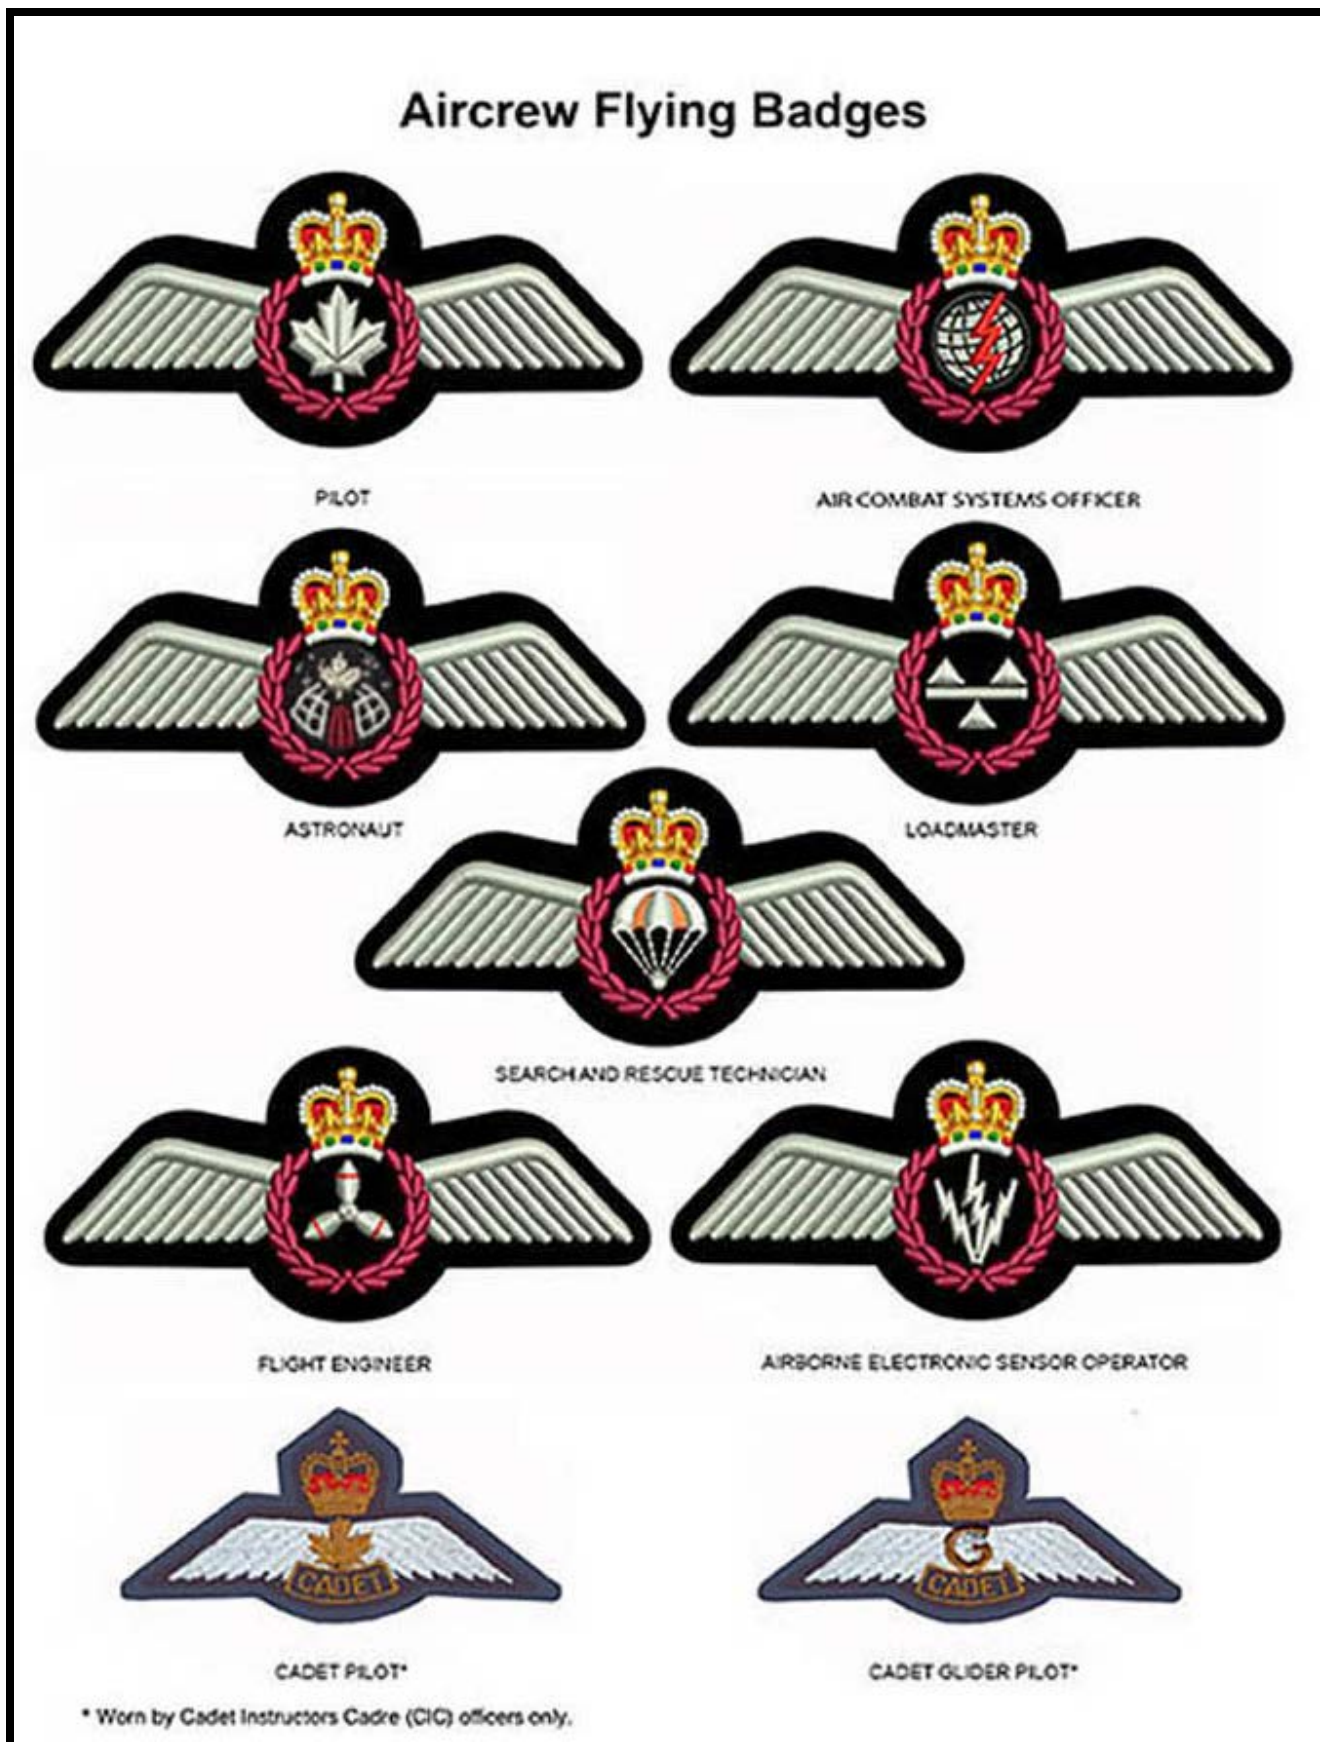 Aircrew Flying Badges
PILOT
AIR COMBAT SYSTEMS OFFICER
ASTRONAUT
LOADMASTER
SEARCH AND RESCUE TECHNICIAN
FLIGHT ENGINEER
AIRBORNE ELECTRONIC SENSOR OPERATOR
CADET
G
CADET
CADET PILOT*
CADET GLIDER PILOT*
* Worn by Cadet Instructors Cadre (CIC) officers only.